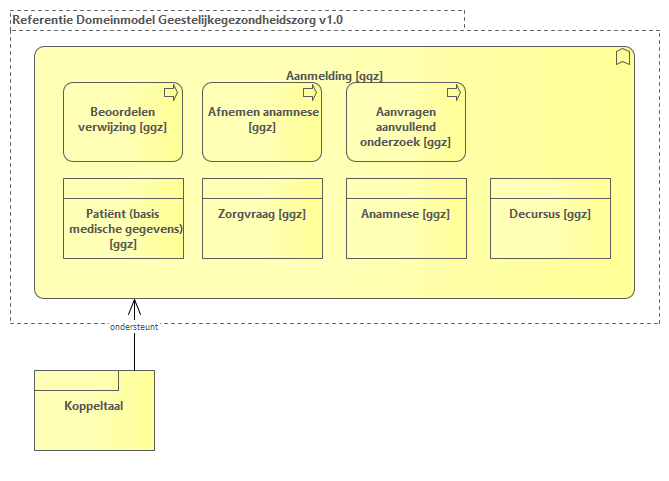 Referentie Domeinmodel Geestelijkegezondheidszorg v1.0
Aanmelding [ggz]
Beoordelen
verwijzing [ggz]
Afnemen anamnese
[ggz]
Aanvragen
aanvullend
onderzoek [ggz]
Patiënt (basis
medische gegevens)
[ggz]
Zorgvraag [ggz]
Anamnese [ggz]
Decursus [ggz]
ondersteunt
Koppeltaal